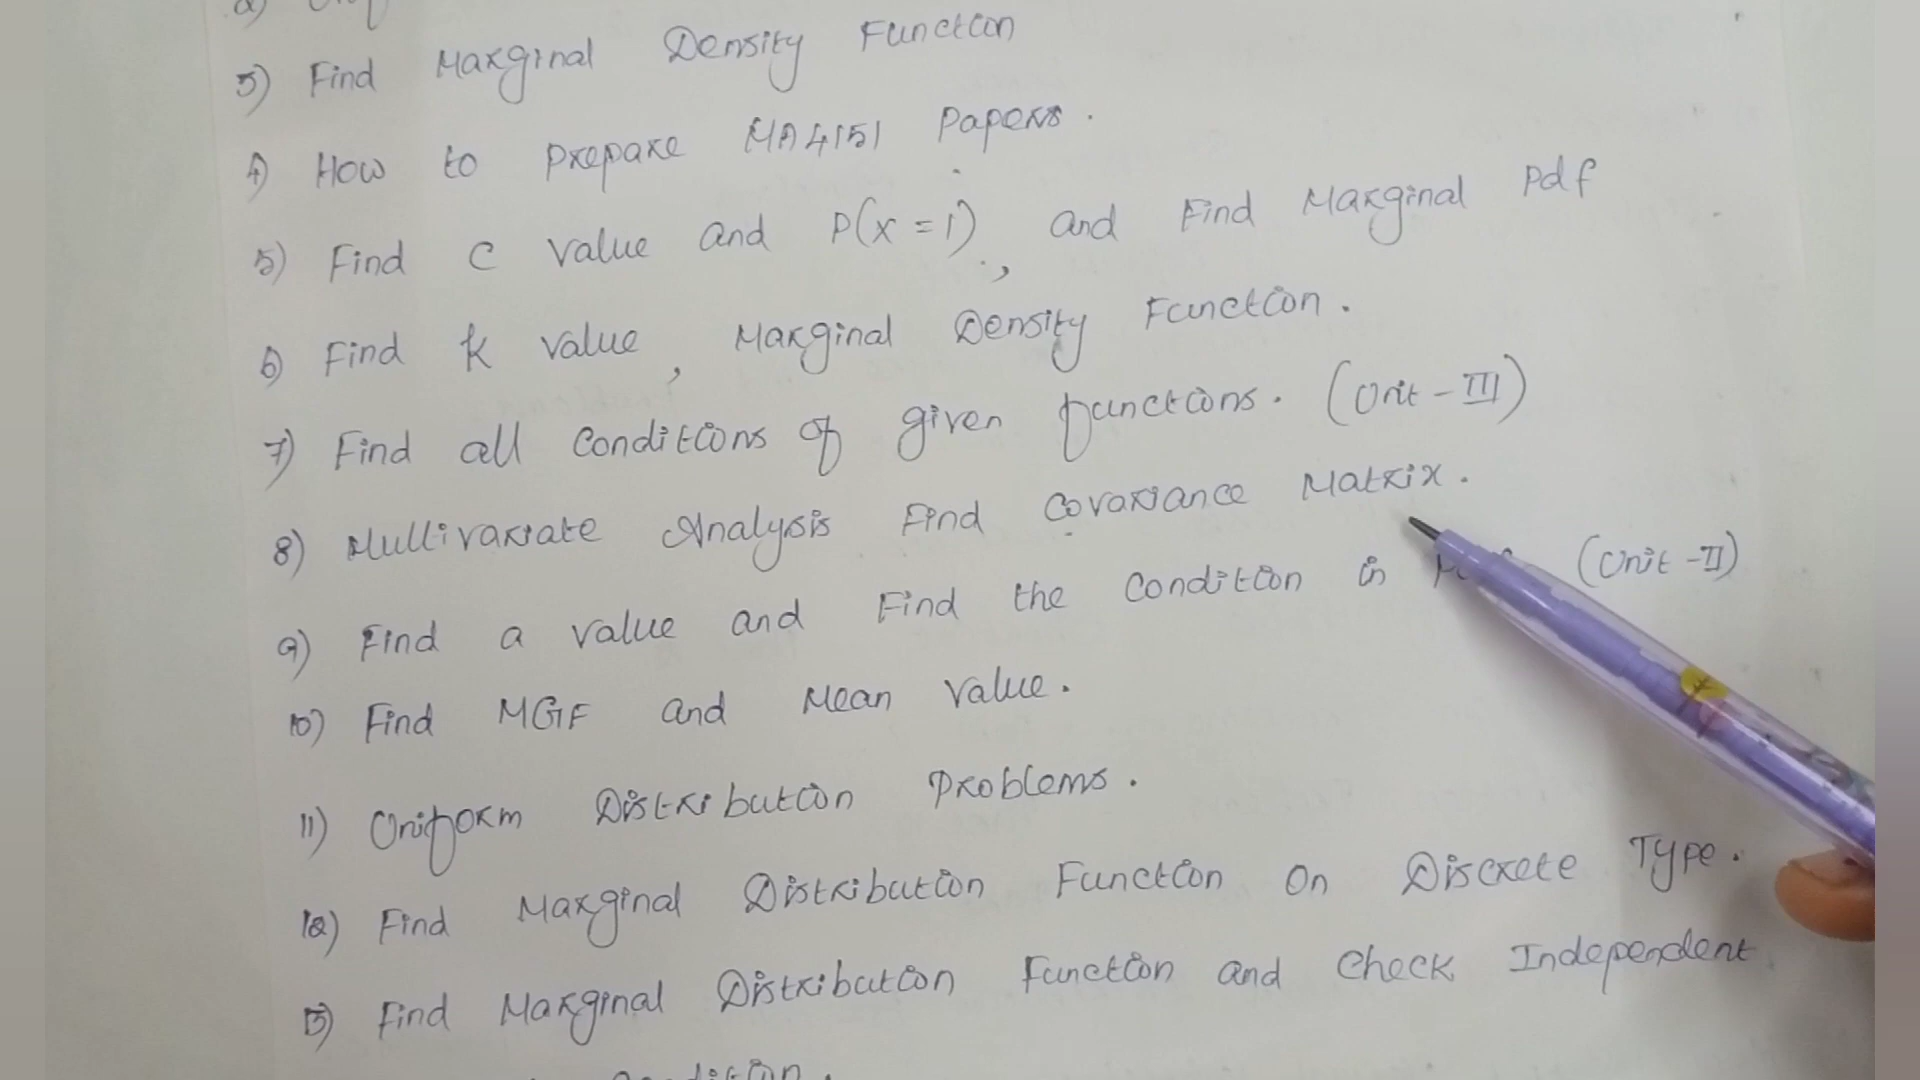 3) Find Marginal Density Function
4) How to prepare MA4151 Papers.
5) Find C value and P(x = 1), and Find Marginal pdf
6) Find k value, Marginal Density Function.
7) Find all conditions of given functions. (Unit - III)
8) Multivariate Analysis Find Covariance Matrix.
9) Find a value and Find the condition in (Unit - II)
10) Find MGF and Mean Value.
11) Uniform Distribution Problems.
12) Find Marginal Distribution Function on Discrete Type.
13) Find Marginal Distribution Function and Check Independent